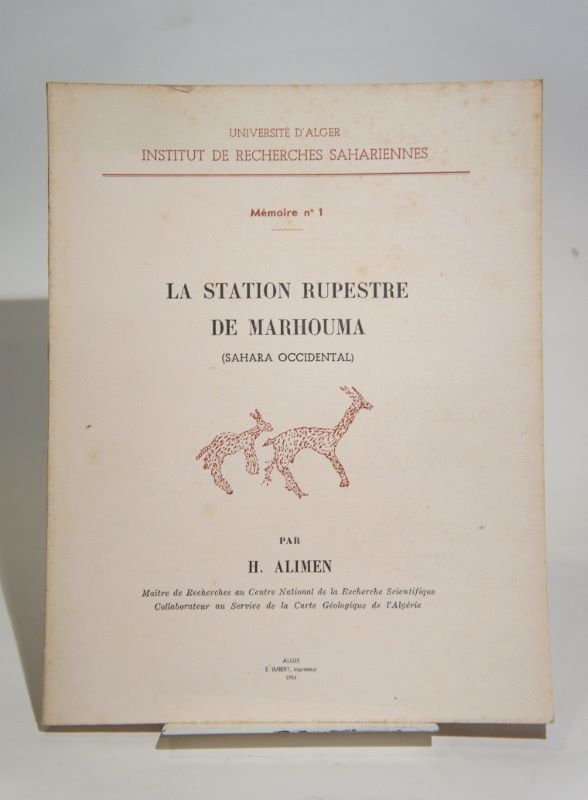 UNIVERSITÉ D'ALGER
INSTITUT DE RECHERCHES SAHARIENNES
Mémoire n° 1
LA STATION RUPESTRE
DE MARHOUMA
(SAHARA OCCIDENTAL)
PAR
H. ALIMEN
Maître de Recherches au Centre National de la Recherche Scientifique
Collaborateur au Service de la Carte Géologique de l'Algérie
ALGER
E. IMBERT, imprimeur
1954